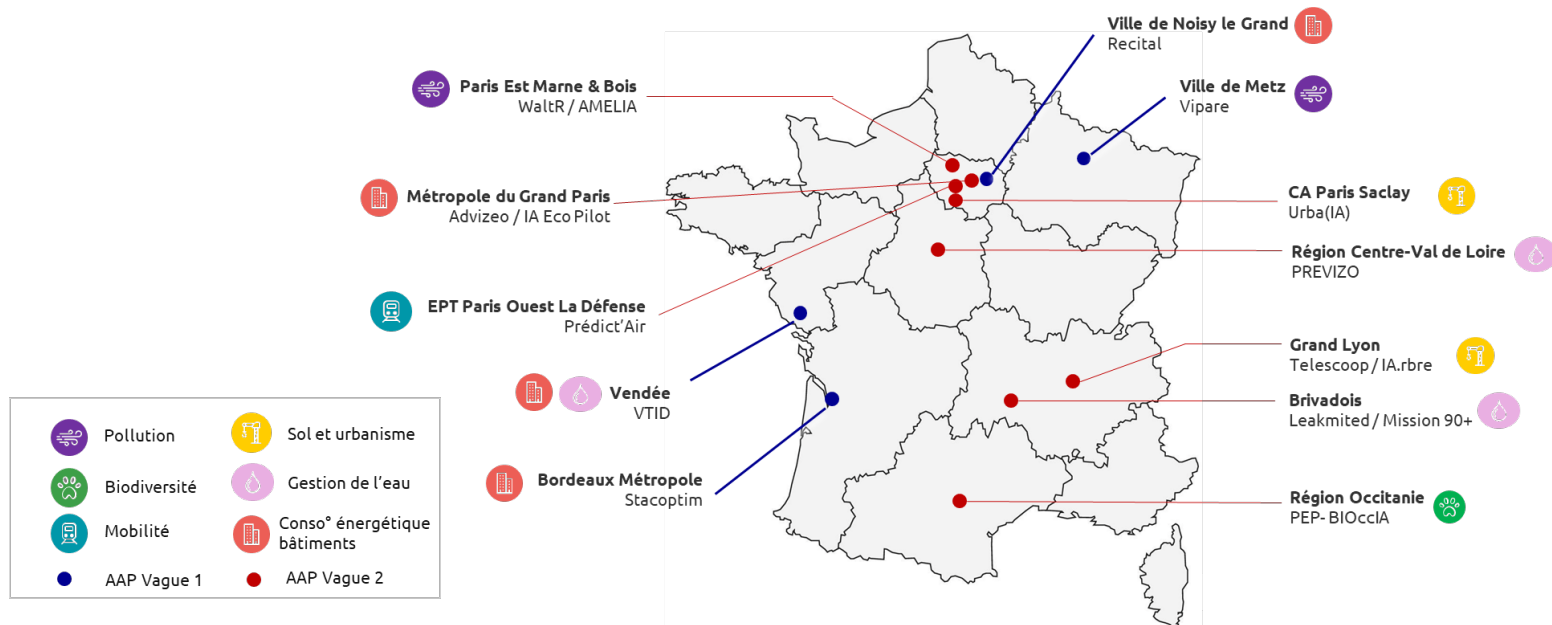 Ville de Noisy le Grand
Recital
Paris Est Marne & Bois
WaltR / AMELIA
Ville de Metz
Vipare
Métropole du Grand Paris
Advizeo / IA Eco Pilot
CA Paris Saclay
Urba(IA)
Région Centre-Val de Loire
PREVIZO
EPT Paris Ouest La Défense
Prédict’Air
Grand Lyon
Telescoop / IA.rbre
Vendée
VTID
Brivadois
Leakmited / Mission 90+
Bordeaux Métropole
Stacoptim
Région Occitanie
PEP- BIOccIA
Pollution
Sol et urbanisme
Biodiversité
Gestion de l’eau
Mobilité
Conso° énergétique
bâtiments
AAP Vague 1
AAP Vague 2